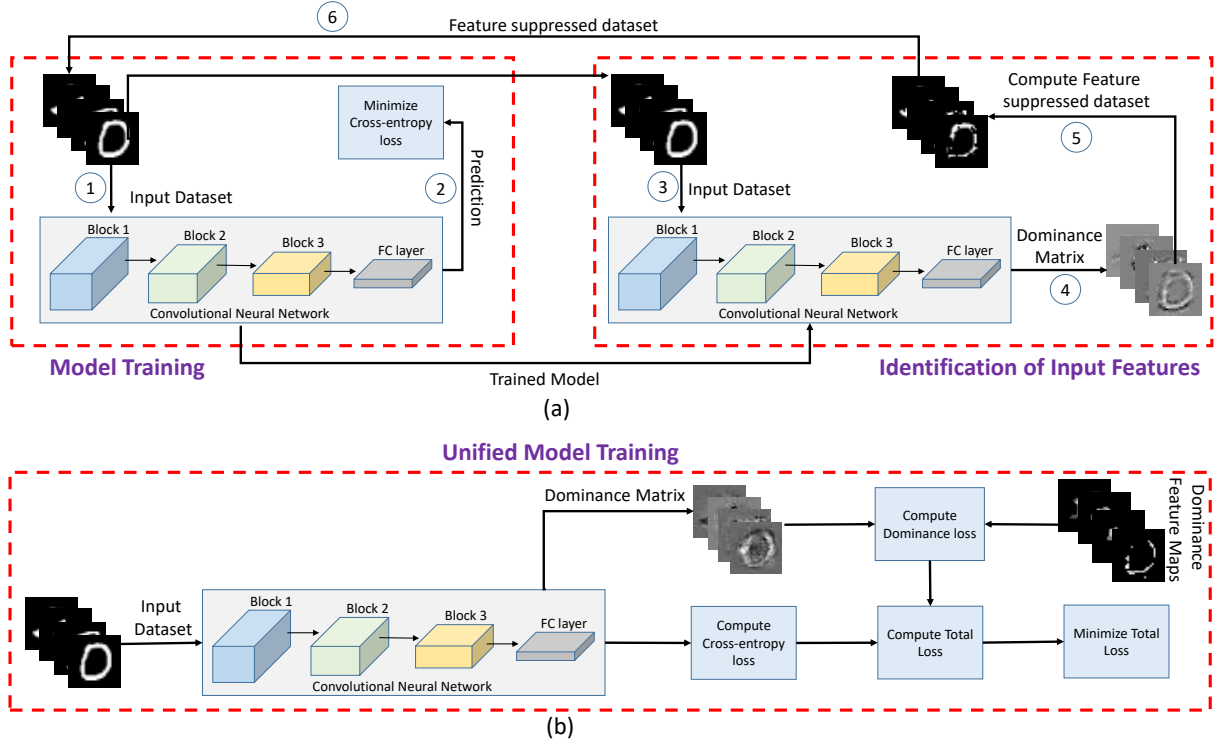 6
Feature suppressed dataset
Minimize
Cross-entropy
loss
Compute Feature
suppressed dataset
5
1
Input Dataset
2
Prediction
3
Input Dataset
Block 1
Block 2
Block 3
FC layer
Convolutional Neural Network
Block 1
Block 2
Block 3
FC layer
Convolutional Neural Network
Dominance
Matrix
4
Model Training
Identification of Input Features
Trained Model
(a)
Unified Model Training
Dominance Matrix
Compute
Dominance loss
Dominance
Feature Maps
Input
Dataset
Block 1
Block 2
Block 3
FC layer
Convolutional Neural Network
Compute
Cross-entropy
loss
Compute Total
Loss
Minimize Total
Loss
(b)